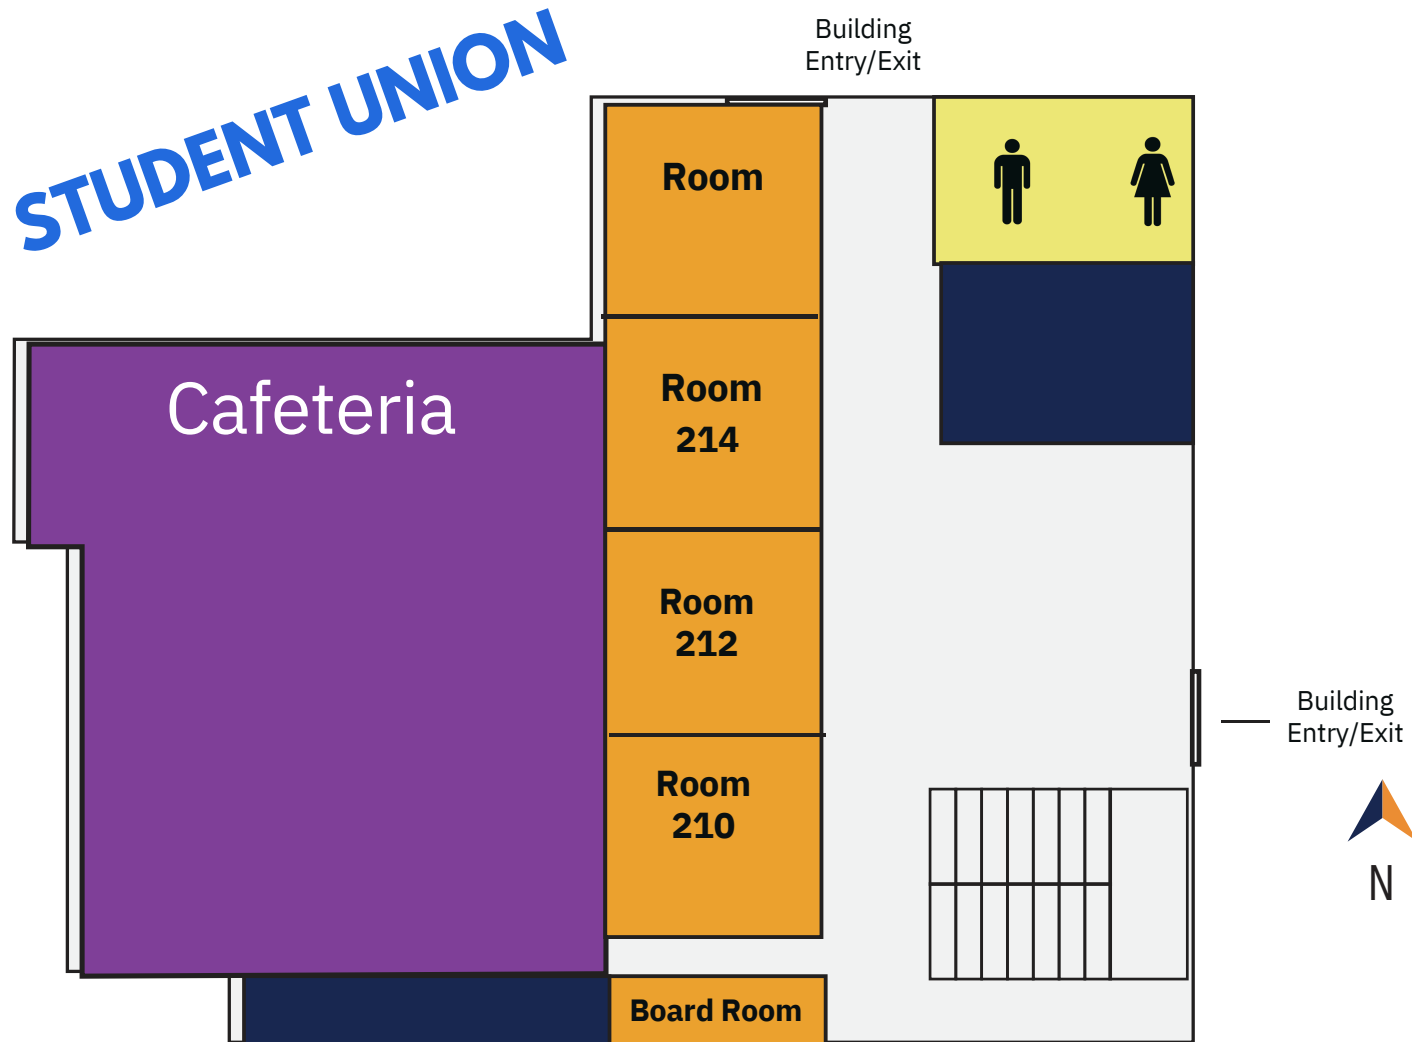 STUDENT UNION
Building
Entry/Exit
Room
Cafeteria
Room
214
Room
212
Building
Entry/Exit
Room
210
N
Board Room